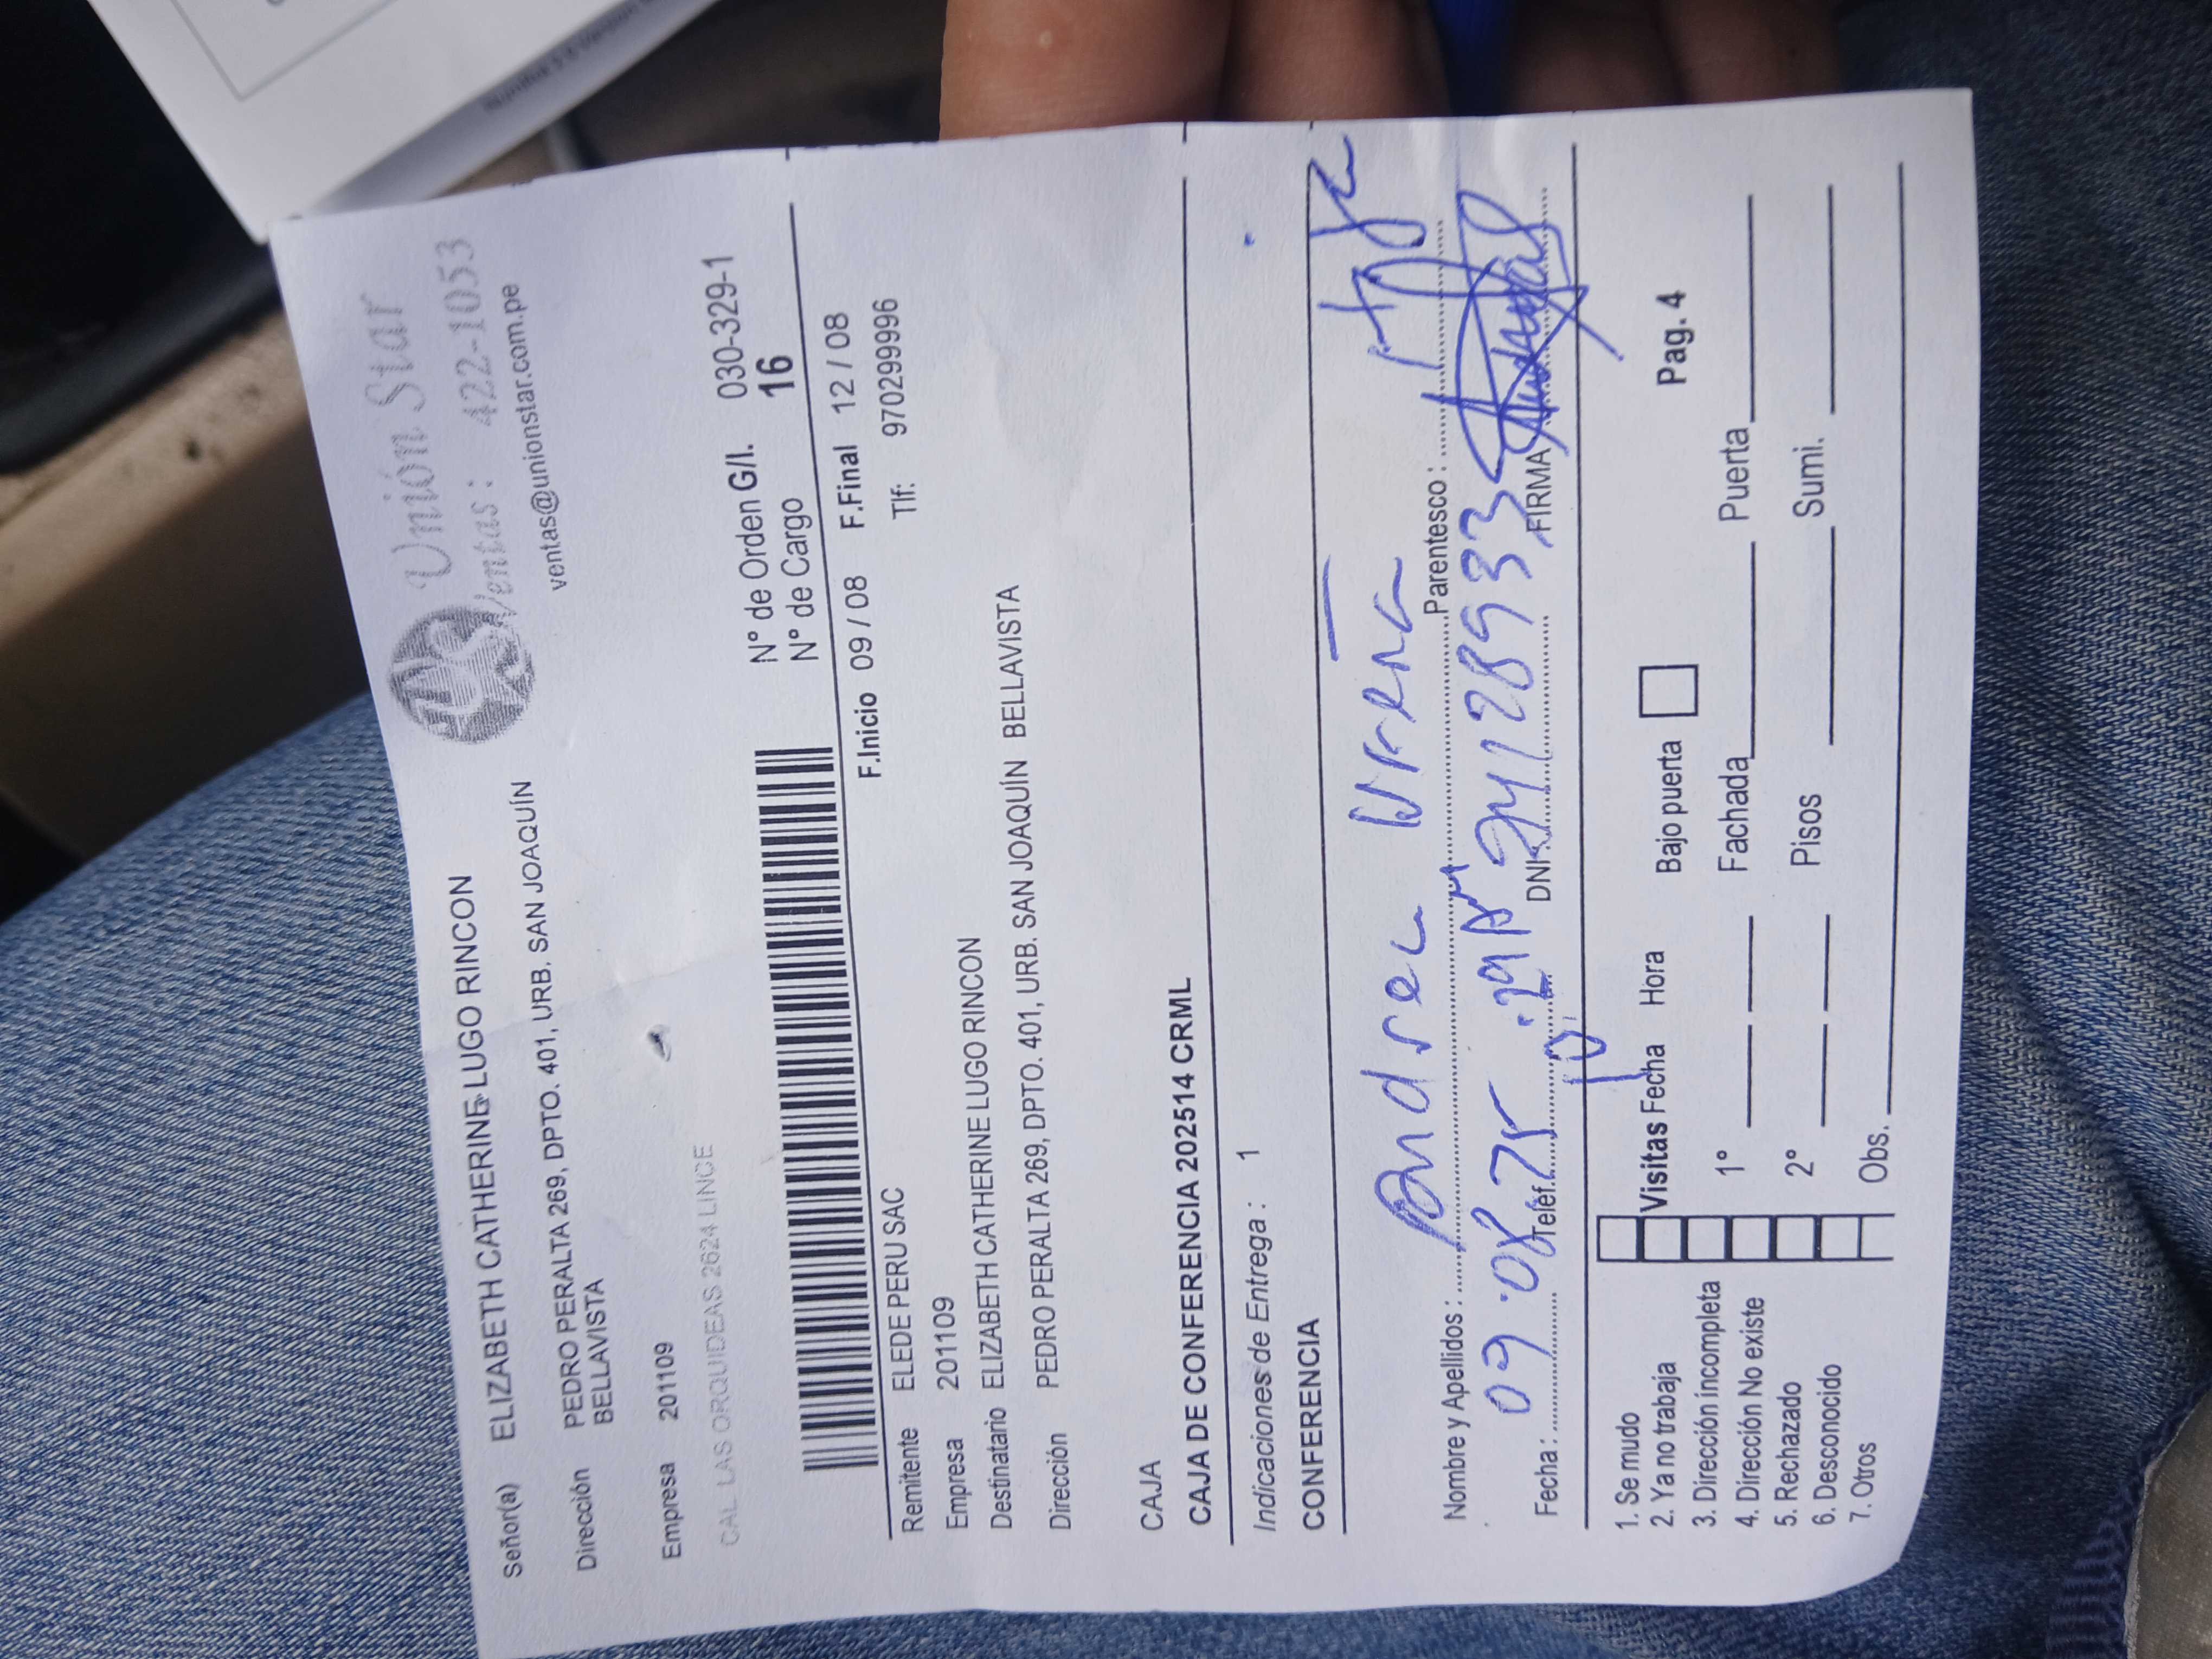 Señor(a) ELIZABETH CATHERINE LUGO RINCON
Unión Star
Ventas: 422-1053
ventas@unionstar.com.pe
Dirección PEDRO PERALTA 269, DPTO. 401, URB. SAN JOAQUÍN
BELLAVISTA
Empresa 201109
CAL LAS ORQUIDEAS 2624 LINCE
N° de Orden G/I. 030-329-1
N° de Cargo 16
F.Inicio 09 / 08 F.Final 12 / 08
Remitente ELEDE PERU SAC Tlf: 970299996
Empresa 201109
Destinatario ELIZABETH CATHERINE LUGO RINCON
Dirección PEDRO PERALTA 269, DPTO. 401, URB. SAN JOAQUÍN BELLAVISTA
CAJA
CAJA DE CONFERENCIA 202514 CRML
Indicaciones de Entrega : 1
CONFERENCIA
Nombre y Apellidos : Andrea Parentesco :
Fecha : 09.08.25 Telef. DNI FIRMA
1. Se mudo
2. Ya no trabaja
3. Dirección incompleta
4. Dirección No existe
5. Rechazado
6. Desconocido
7. Otros
Visitas Fecha Hora Bajo puerta Pag. 4
1° Fachada Puerta
2° Pisos Sumi.
Obs.